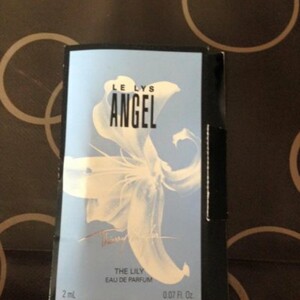 LE LYS
ANGEL
THE LILY
EAU DE PARFUM
2 mL 0.07 Fl. Oz